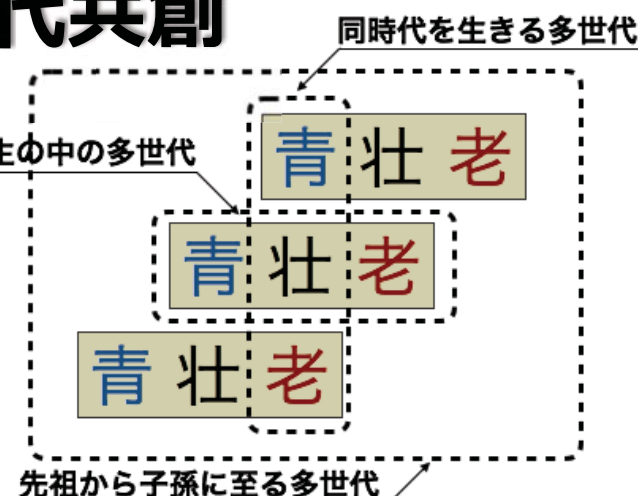 代共創
同時代を生きる多世代
青 壮 老
生の中の多世代
青 壮 老
青 壮 老
先祖から子孫に至る多世代